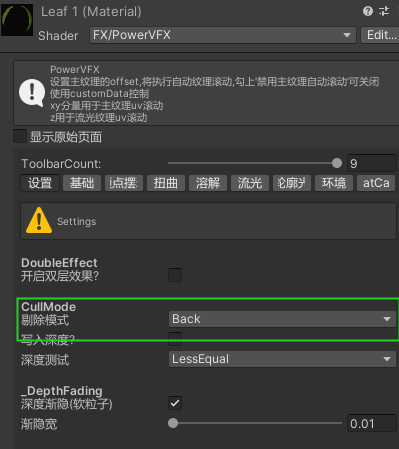 Leaf 1 (Material)
Shader FX/PowerVFX Edit...
PowerVFX
设置主纹理的offset,将执行自动纹理滚动,勾上'禁用主纹理自动滚动'可关闭
使用customData控制
xy分量用于主纹理uv滚动
z用于流光纹理uv滚动
显示原始页面
ToolbarCount: 9
设置 基础 点摆 扭曲 溶解 流光 轮廓光 环境 atCa
Settings
DoubleEffect
开启双层效果?
CullMode
剔除模式 Back
写入深度?
深度测试 LessEqual
_DepthFading
深度渐隐(软粒子)
渐隐宽 0.01